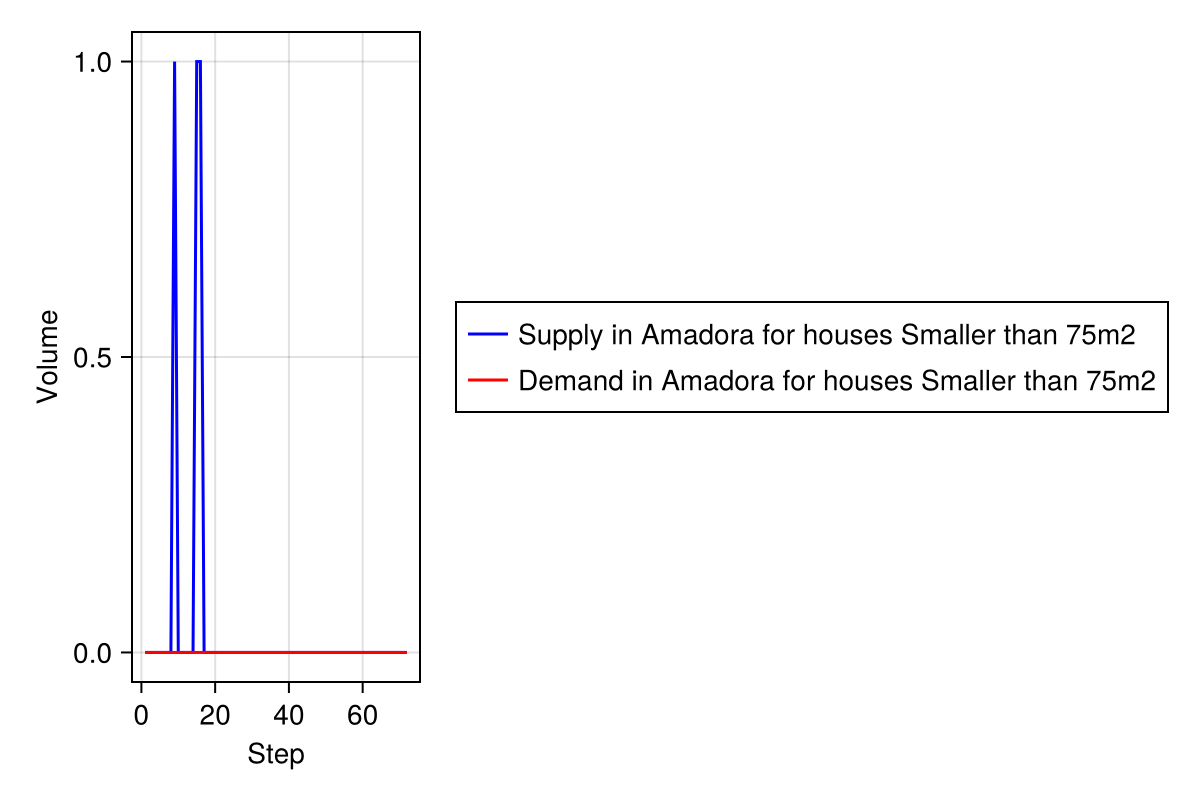 1.0
0.5
0.0
Volume
0 20 40 60
Step
Supply in Amadora for houses Smaller than 75m2
Demand in Amadora for houses Smaller than 75m2